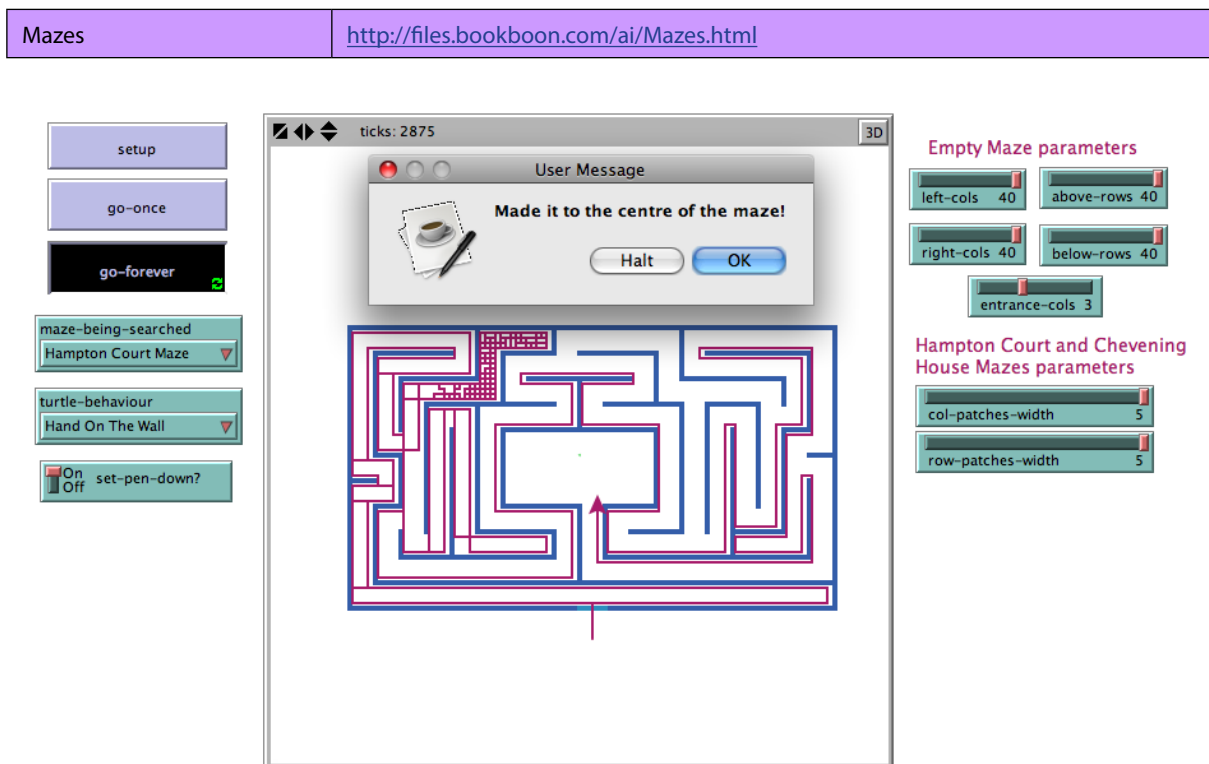 Mazes http://files.bookboon.com/ai/Mazes.html
ticks: 2875 3D
setup
go-once
go-forever
maze-being-searched
Hampton Court Maze
turtle-behaviour
Hand On The Wall
On
Off set-pen-down?
User Message
Made it to the centre of the maze!
Halt OK
Empty Maze parameters
left-cols 40 above-rows 40
right-cols 40 below-rows 40
entrance-cols 3
Hampton Court and Chevening
House Mazes parameters
col-patches-width 5
row-patches-width 5